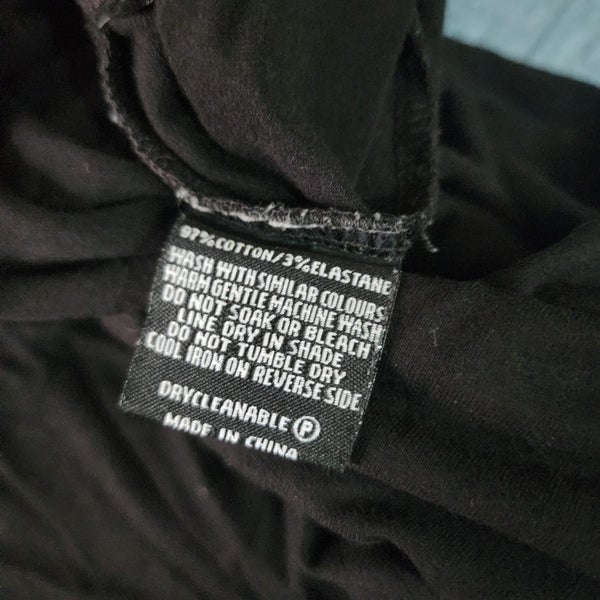 97%COTTON/3%ELASTANE
WASH WITH SIMILAR COLOURS
WARM GENTLE MACHINE WASH
DO NOT SOAK OR BLEACH
LINE DRY IN SHADE
DO NOT TUMBLE DRY
COOL IRON ON REVERSE SIDE
DRYCLEANABLE Ⓟ
MADE IN CHINA